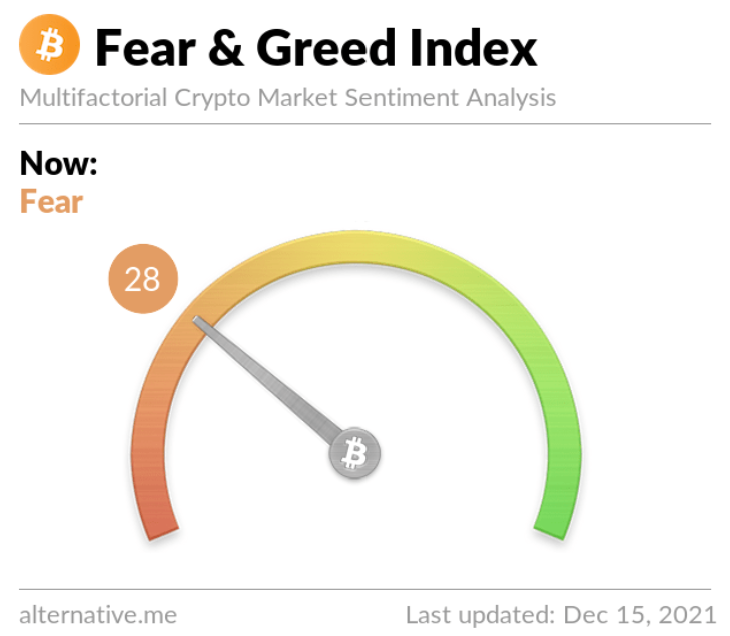 Fear & Greed Index
Multifactorial Crypto Market Sentiment Analysis
Now:
Fear
28
alternative.me
Last updated: Dec 15, 2021